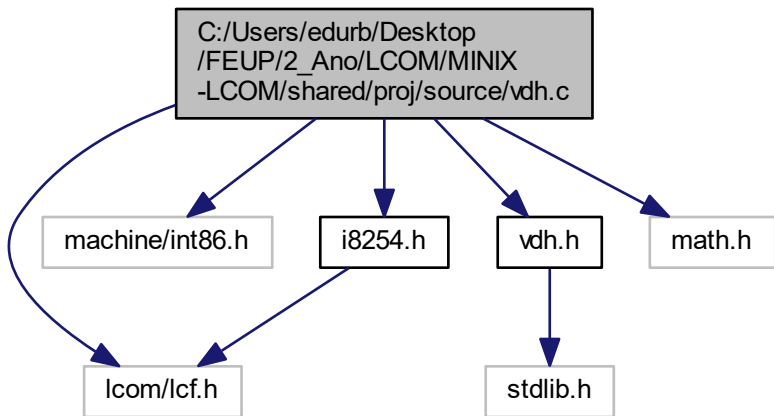 C:/Users/edurb/Desktop
/FEUP/2_Ano/LCOM/MINIX
-LCOM/shared/proj/source/vdh.c
machine/int86.h
i8254.h
vdh.h
math.h
lcom/lcf.h
stdlib.h